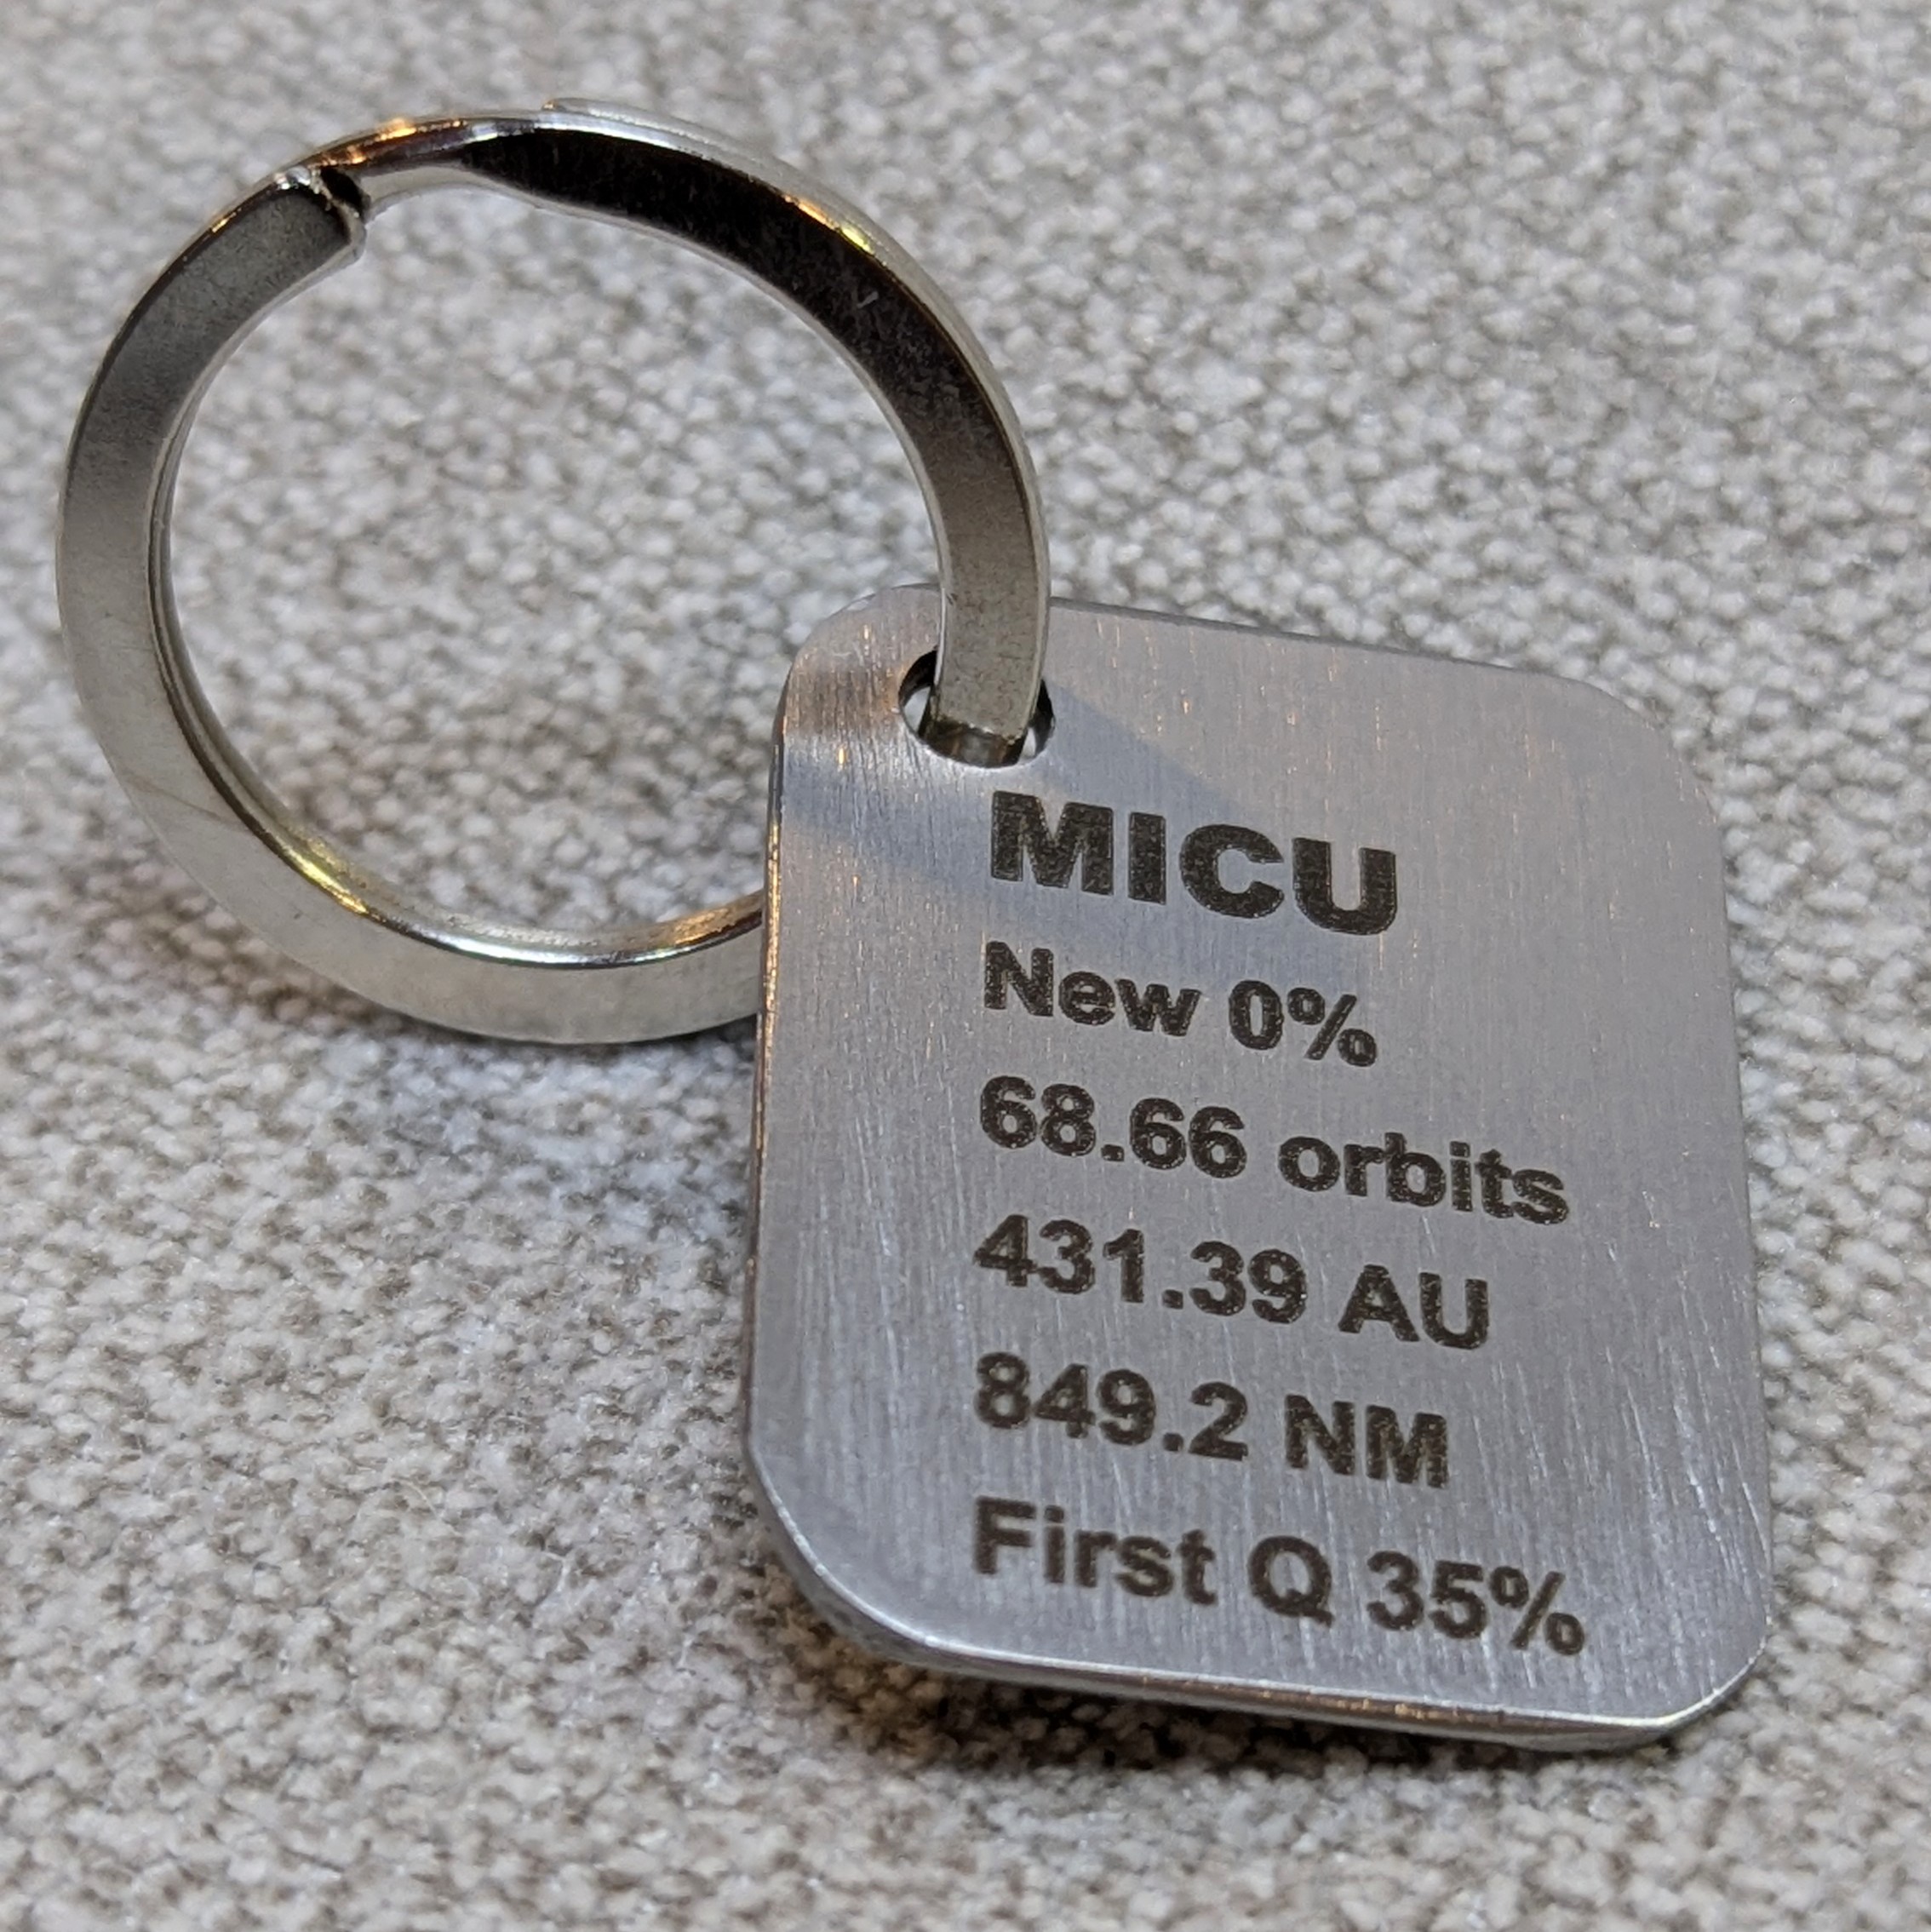 MICU
New 0%
68.66 orbits
431.39 AU
849.2 NM
First Q 35%